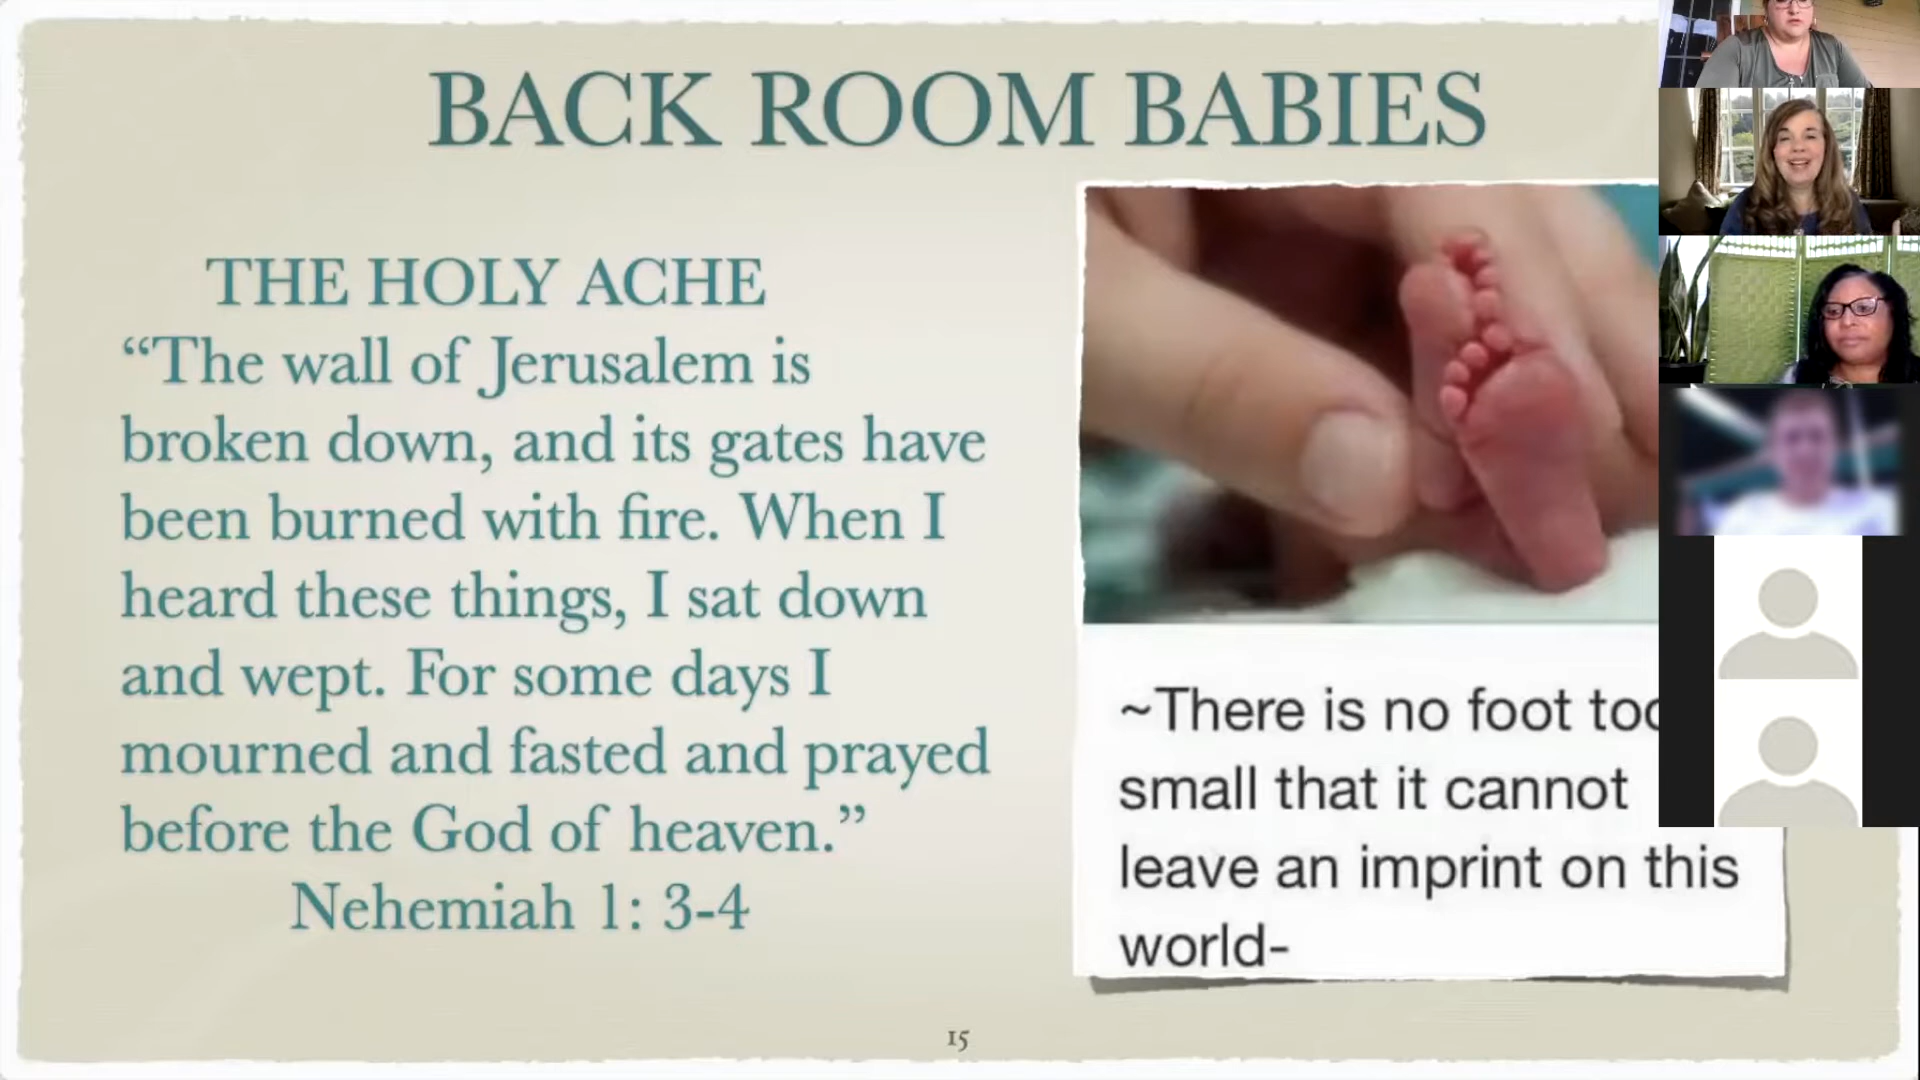 BACK ROOM BABIES
THE HOLY ACHE
“The wall of Jerusalem is
broken down, and its gates have
been burned with fire. When I
heard these things, I sat down
and wept. For some days I
mourned and fasted and prayed
before the God of heaven.”
Nehemiah 1: 3-4
~There is no foot too
small that it cannot
leave an imprint on this
world-
15